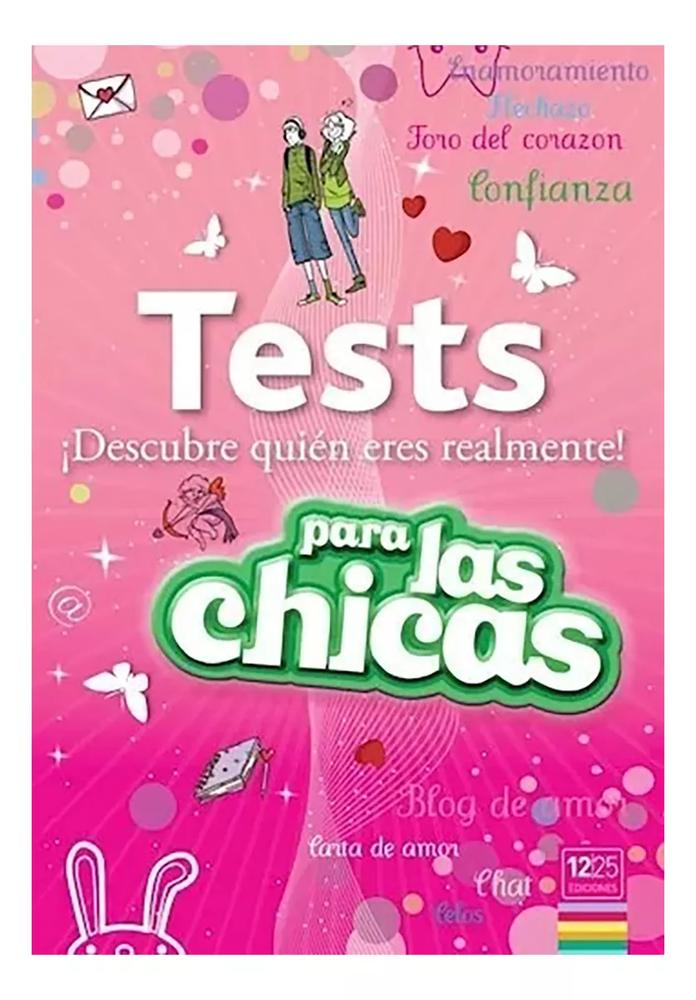 Enamoramiento
Flechazo
Foro del corazon
Confianza
Tests
¡Descubre quién eres realmente!
para las
chicas
@
Blog de amor
Carta de amor
Chat
Celos
12|25
EDICIONES